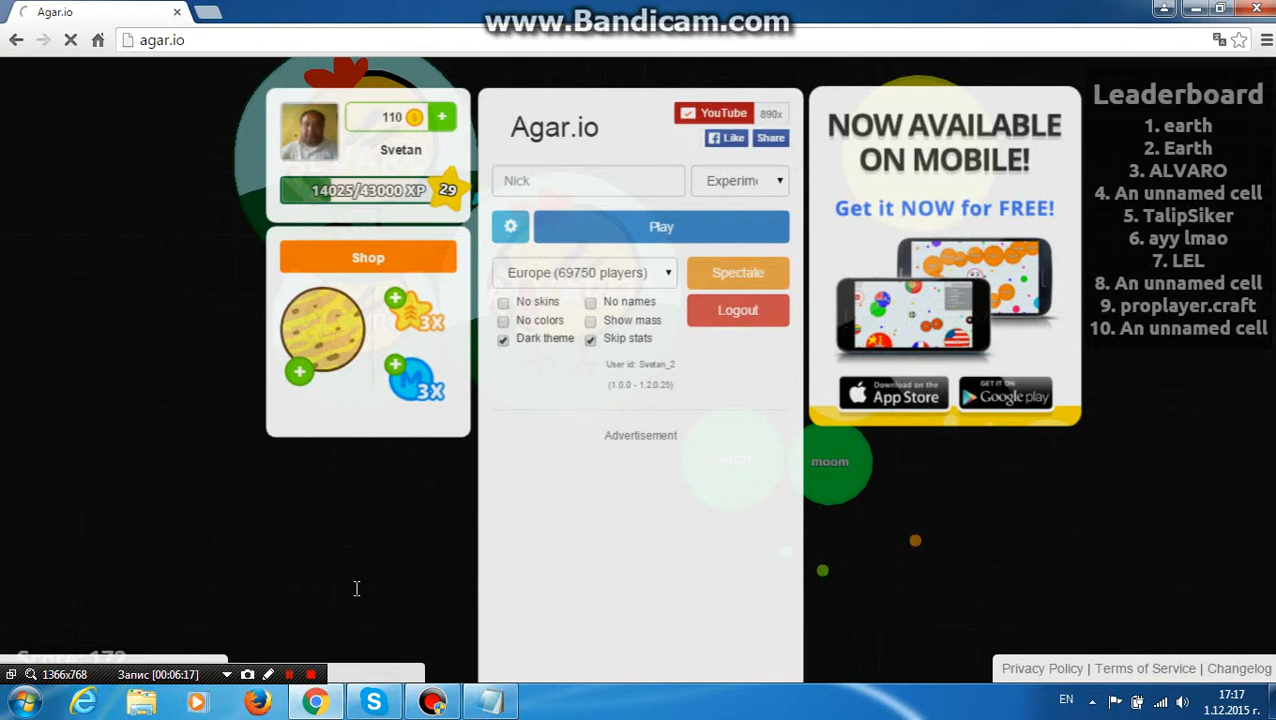 Agar.io
www.Bandicam.com
agar.io
110
Svetan
14025/43000 XP
29
Shop
3X
M 3X
Agar.io
YouTube 890x
Like Share
Nick
Experim
Play
Europe (69750 players)
Spectate
No skins No names
Logout
No colors Show mass
Dark theme Skip stats
User id: Svetan_2
(1.0.0 - 1.2.0.25)
Advertisement
NOW AVAILABLE
ON MOBILE!
Get it NOW for FREE!
Download on the
App Store
GET IT ON
Google play
Leaderboard
1. earth
2. Earth
3. ALVARO
4. An unnamed cell
5. TalipSiker
6. ayy lmao
7. LEL
8. An unnamed cell
9. proplayer.craft
10. An unnamed cell
moom
Score: 172
1366x768
Запис [00:06:17]
Privacy Policy | Terms of Service | Changelog
EN
17:17
1.12.2015 г.